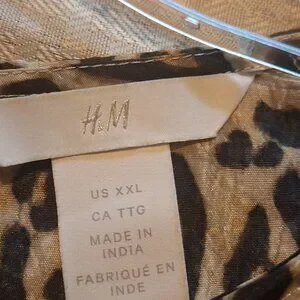 H&M
US XXL
CA TTG
MADE IN
INDIA
FABRIQUÉ EN
INDE